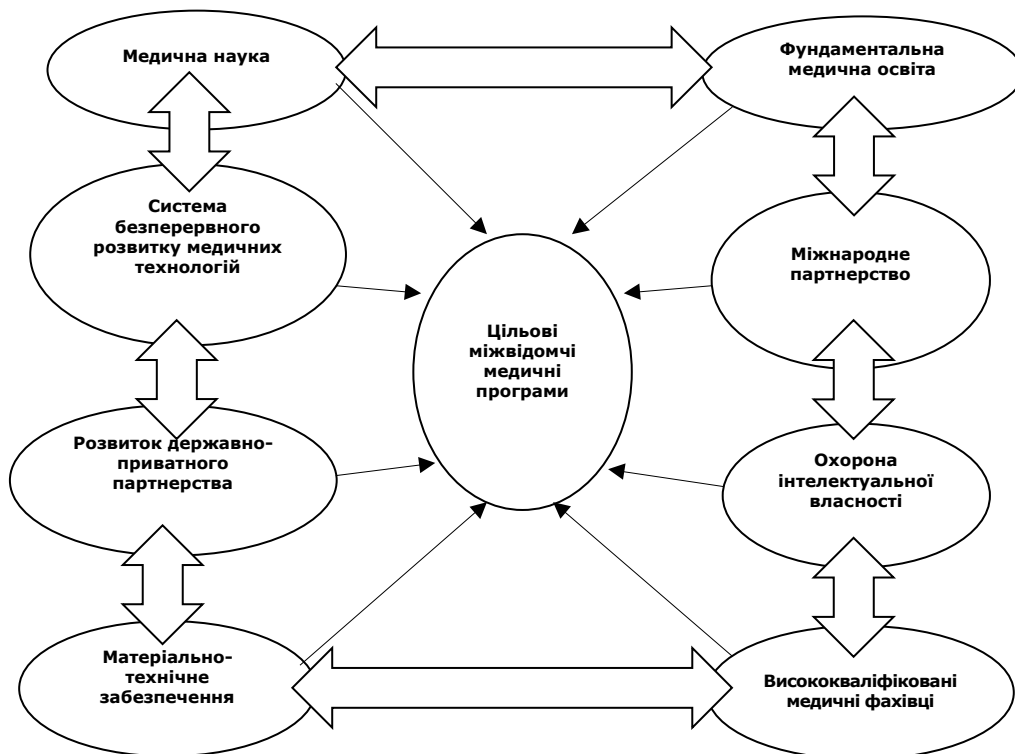 Медична наука
Фундаментальна
медична освіта
Система
безперервного
розвитку медичних
технологій
Міжнародне
партнерство
Цільові
міжвідомчі
медичні
програми
Розвиток державно-
приватного
партнерства
Охорона
інтелектуальної
власності
Матеріально-
технічне
забезпечення
Висококваліфіковані
медичні фахівці